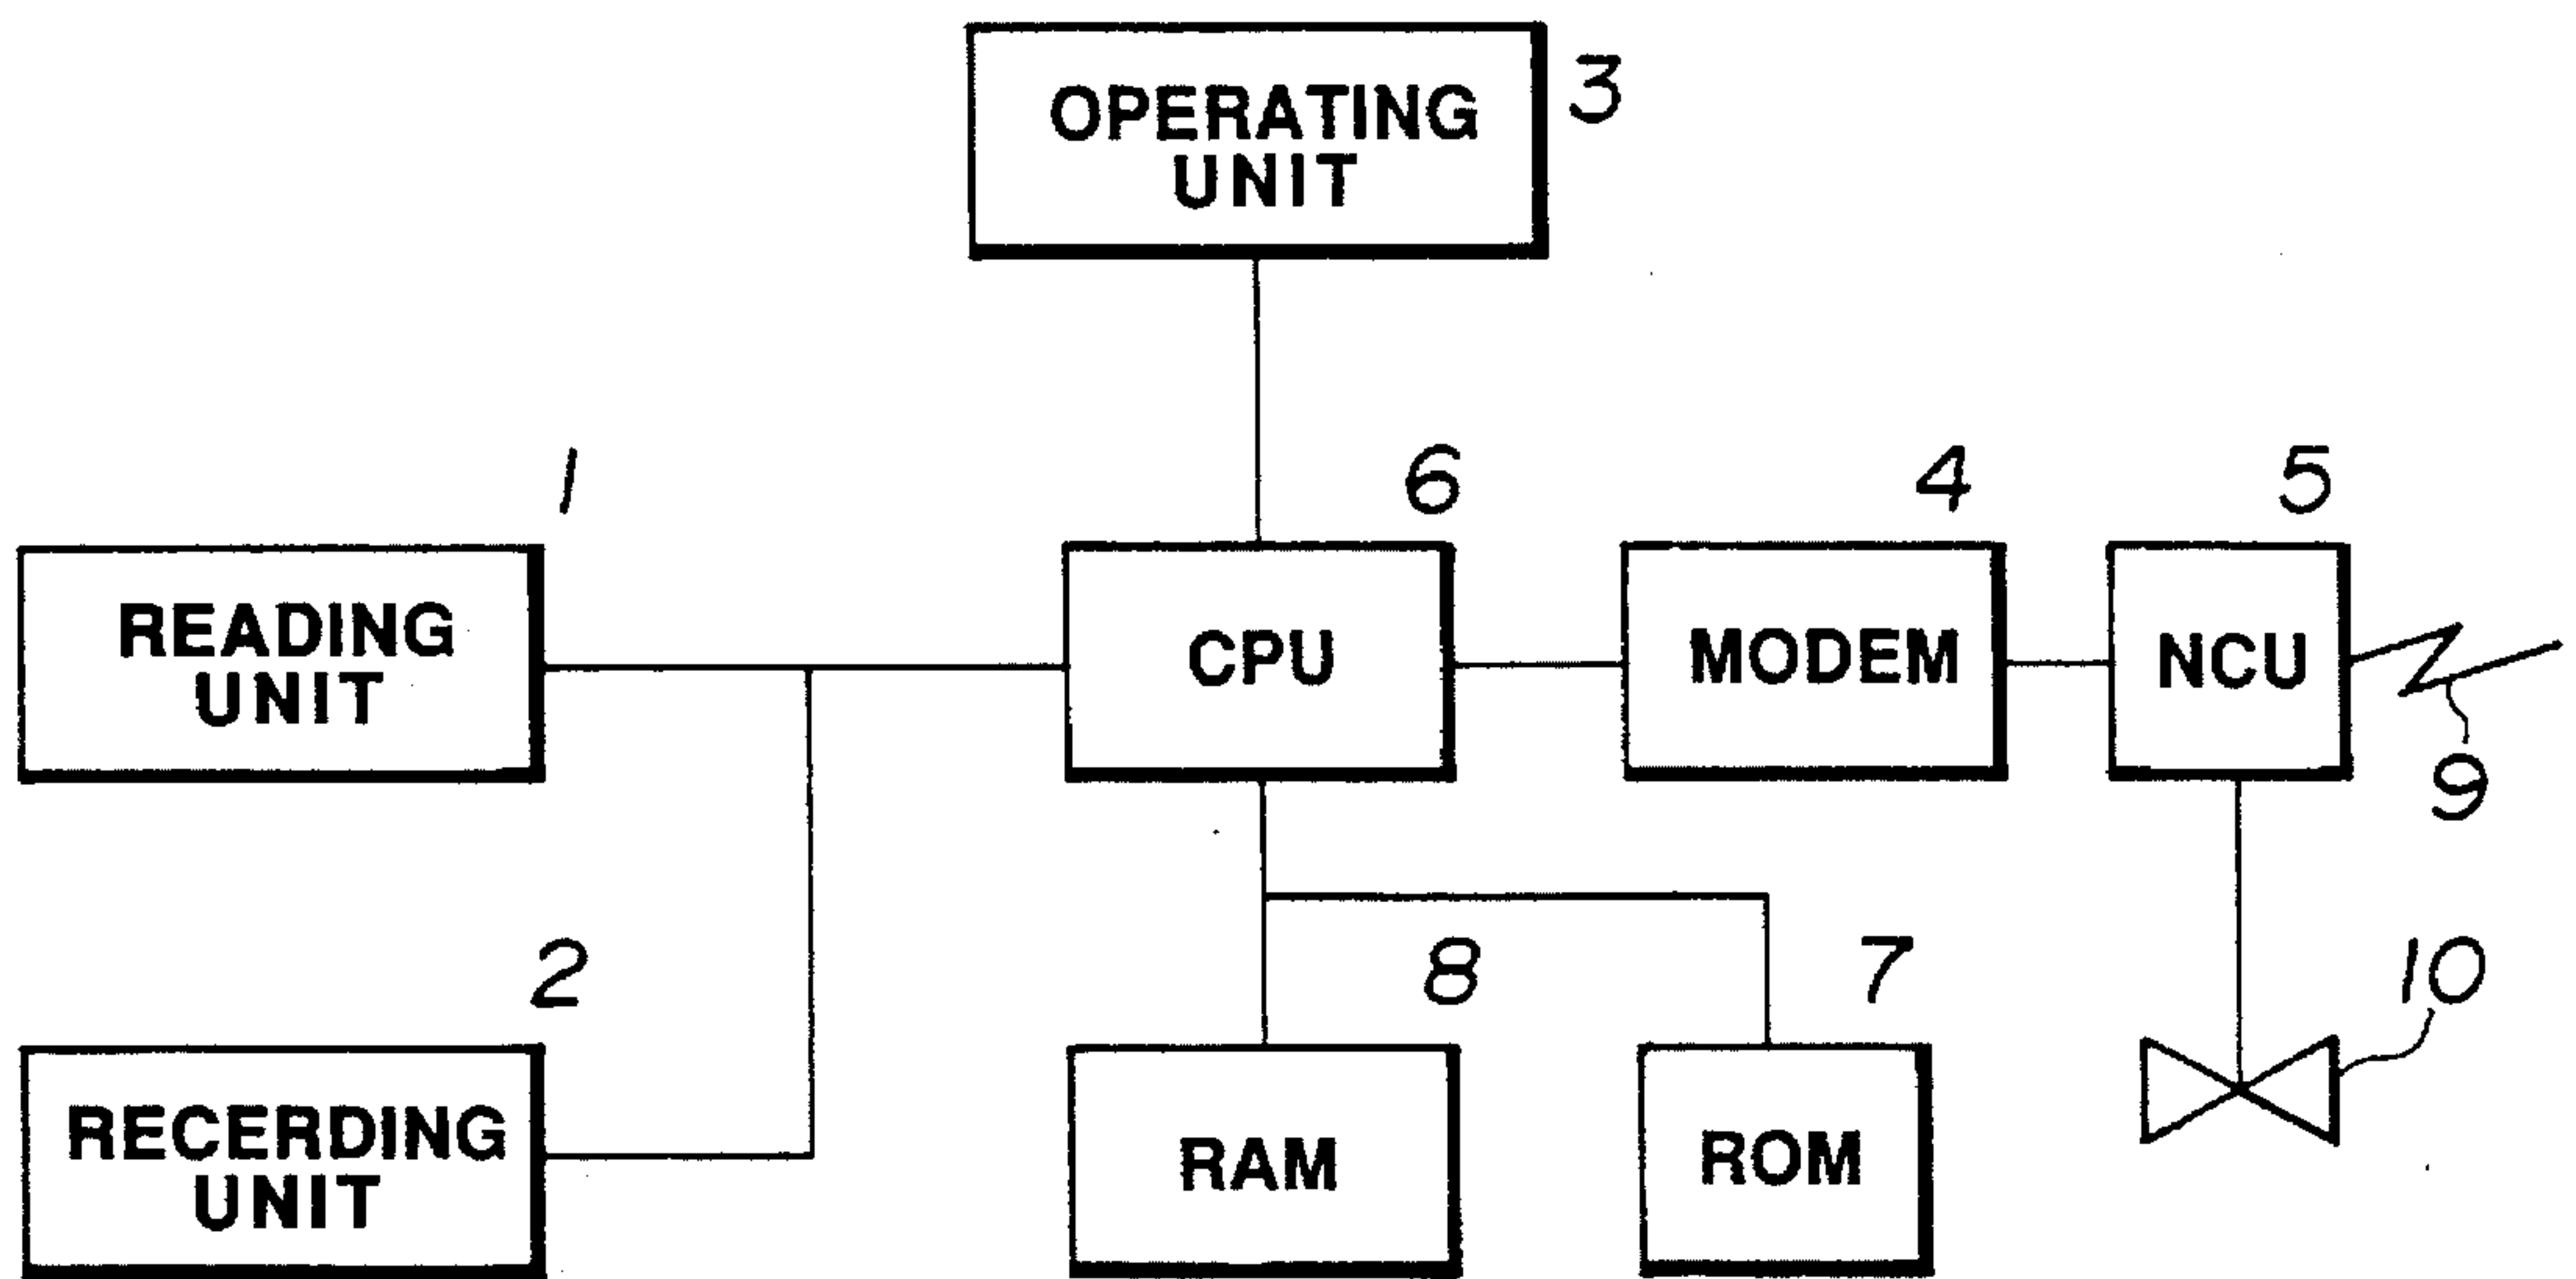 OPERATING
UNIT
3
1
6
4
5
READING
UNIT
CPU
MODEM
NCU
9
2
8
7
10
RECERDING
UNIT
RAM
ROM